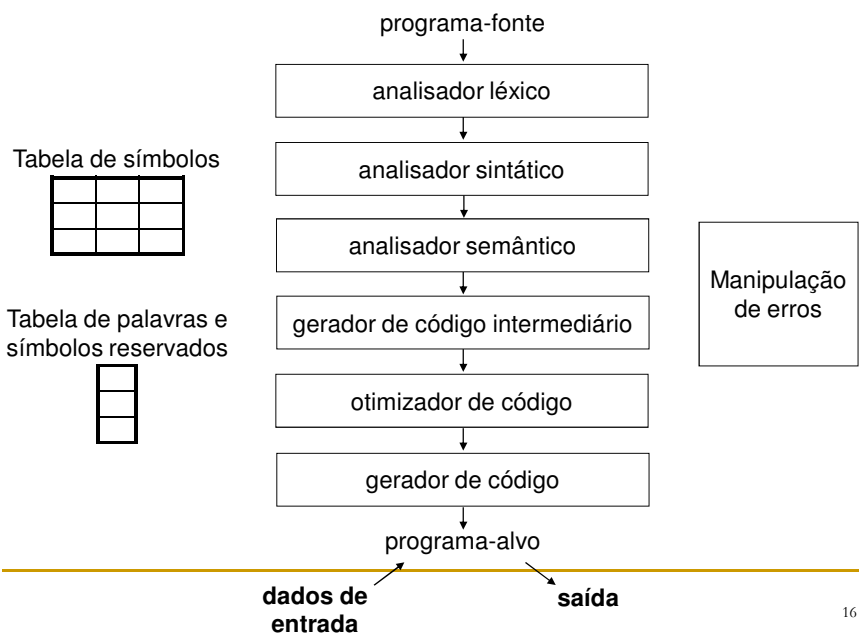 programa-fonte
analisador léxico
Tabela de símbolos
analisador sintático
analisador semântico
Manipulação
de erros
Tabela de palavras e
símbolos reservados
gerador de código intermediário
otimizador de código
gerador de código
programa-alvo
dados de
entrada
saída
16